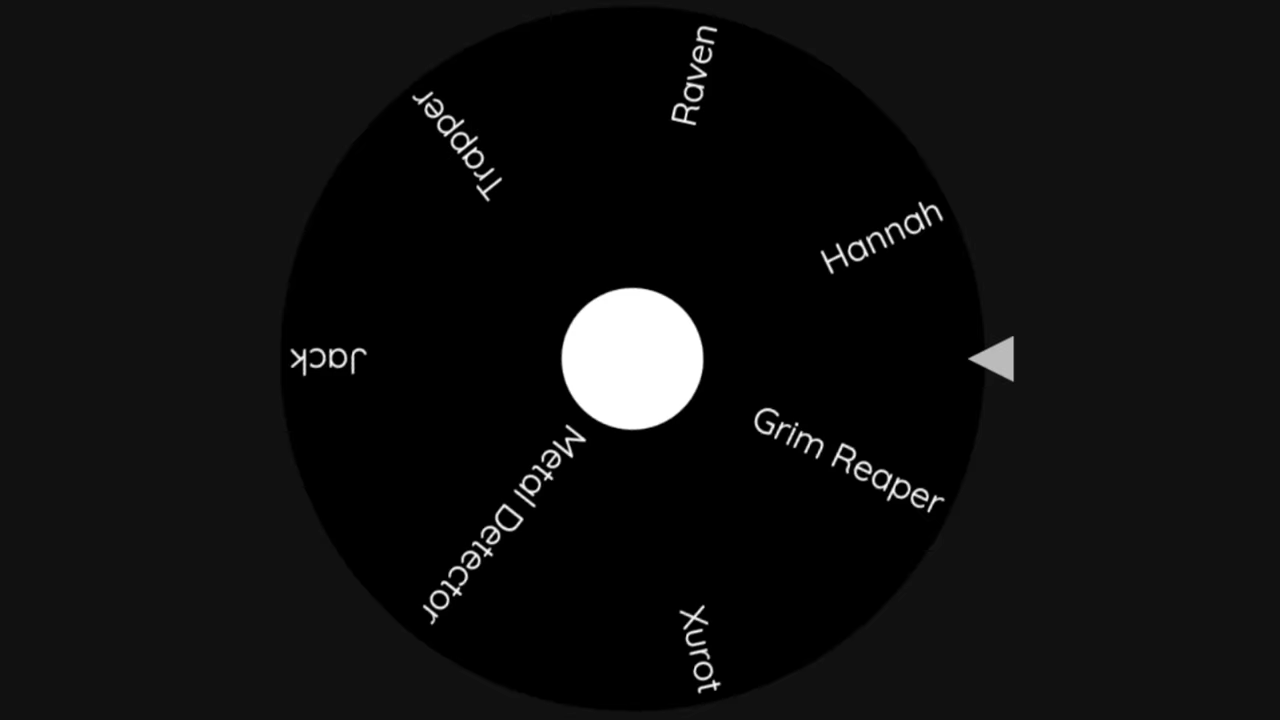 Raven
Trapper
Hannah
Jack
Grim Reaper
Metal Detector
Xurot